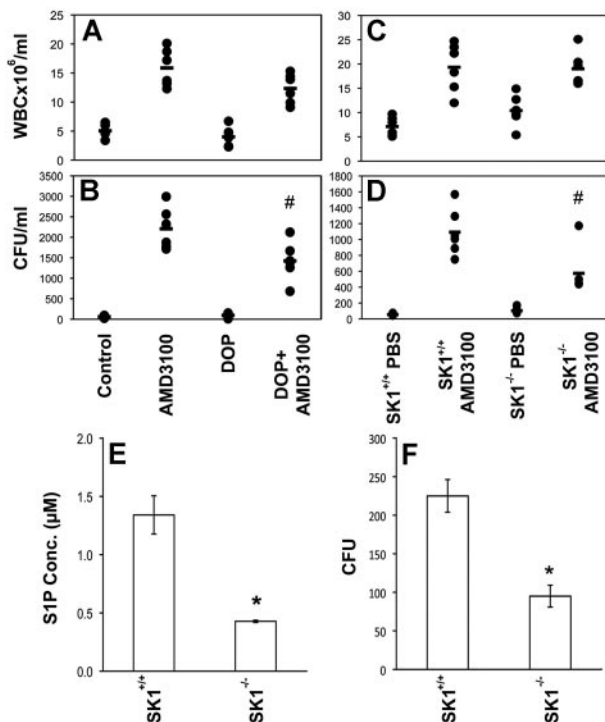 A
C
WBCx10⁶/ml
25
20
15
10
5
0
30
25
20
15
10
5
0
B
D
CFU/ml
3500
3000
2500
2000
1500
1000
500
0
#
1800
1600
1400
1200
1000
800
600
400
200
0
#
Control
AMD3100
DOP
DOP+
AMD3100
SK1+/+ PBS
SK1+/+
AMD3100
SK1-/- PBS
SK1-/-
AMD3100
E
S1P Conc. (µM)
2.0
1.5
1.0
0.5
0.0
*
SK1+/+
SK1-/-
F
CFU
250
200
150
100
50
0
*
SK1+/+
SK1-/-